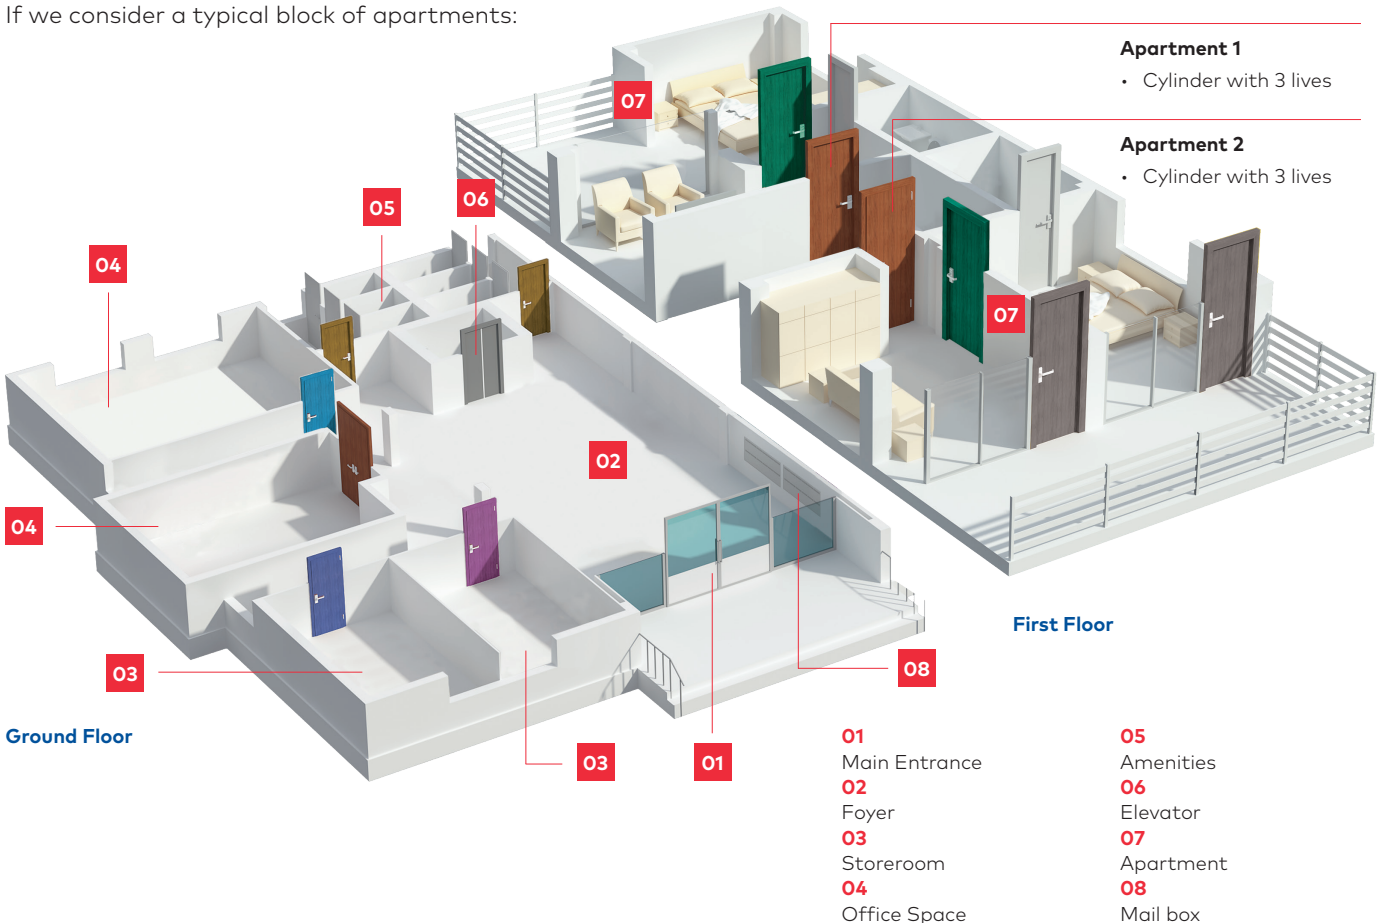 If we consider a typical block of apartments:
Apartment 1
• Cylinder with 3 lives
Apartment 2
• Cylinder with 3 lives
07
06
05
04
07
02
04
03
08
First Floor
Ground Floor
03
01
01
Main Entrance
02
Foyer
03
Storeroom
04
Office Space
05
Amenities
06
Elevator
07
Apartment
08
Mail box